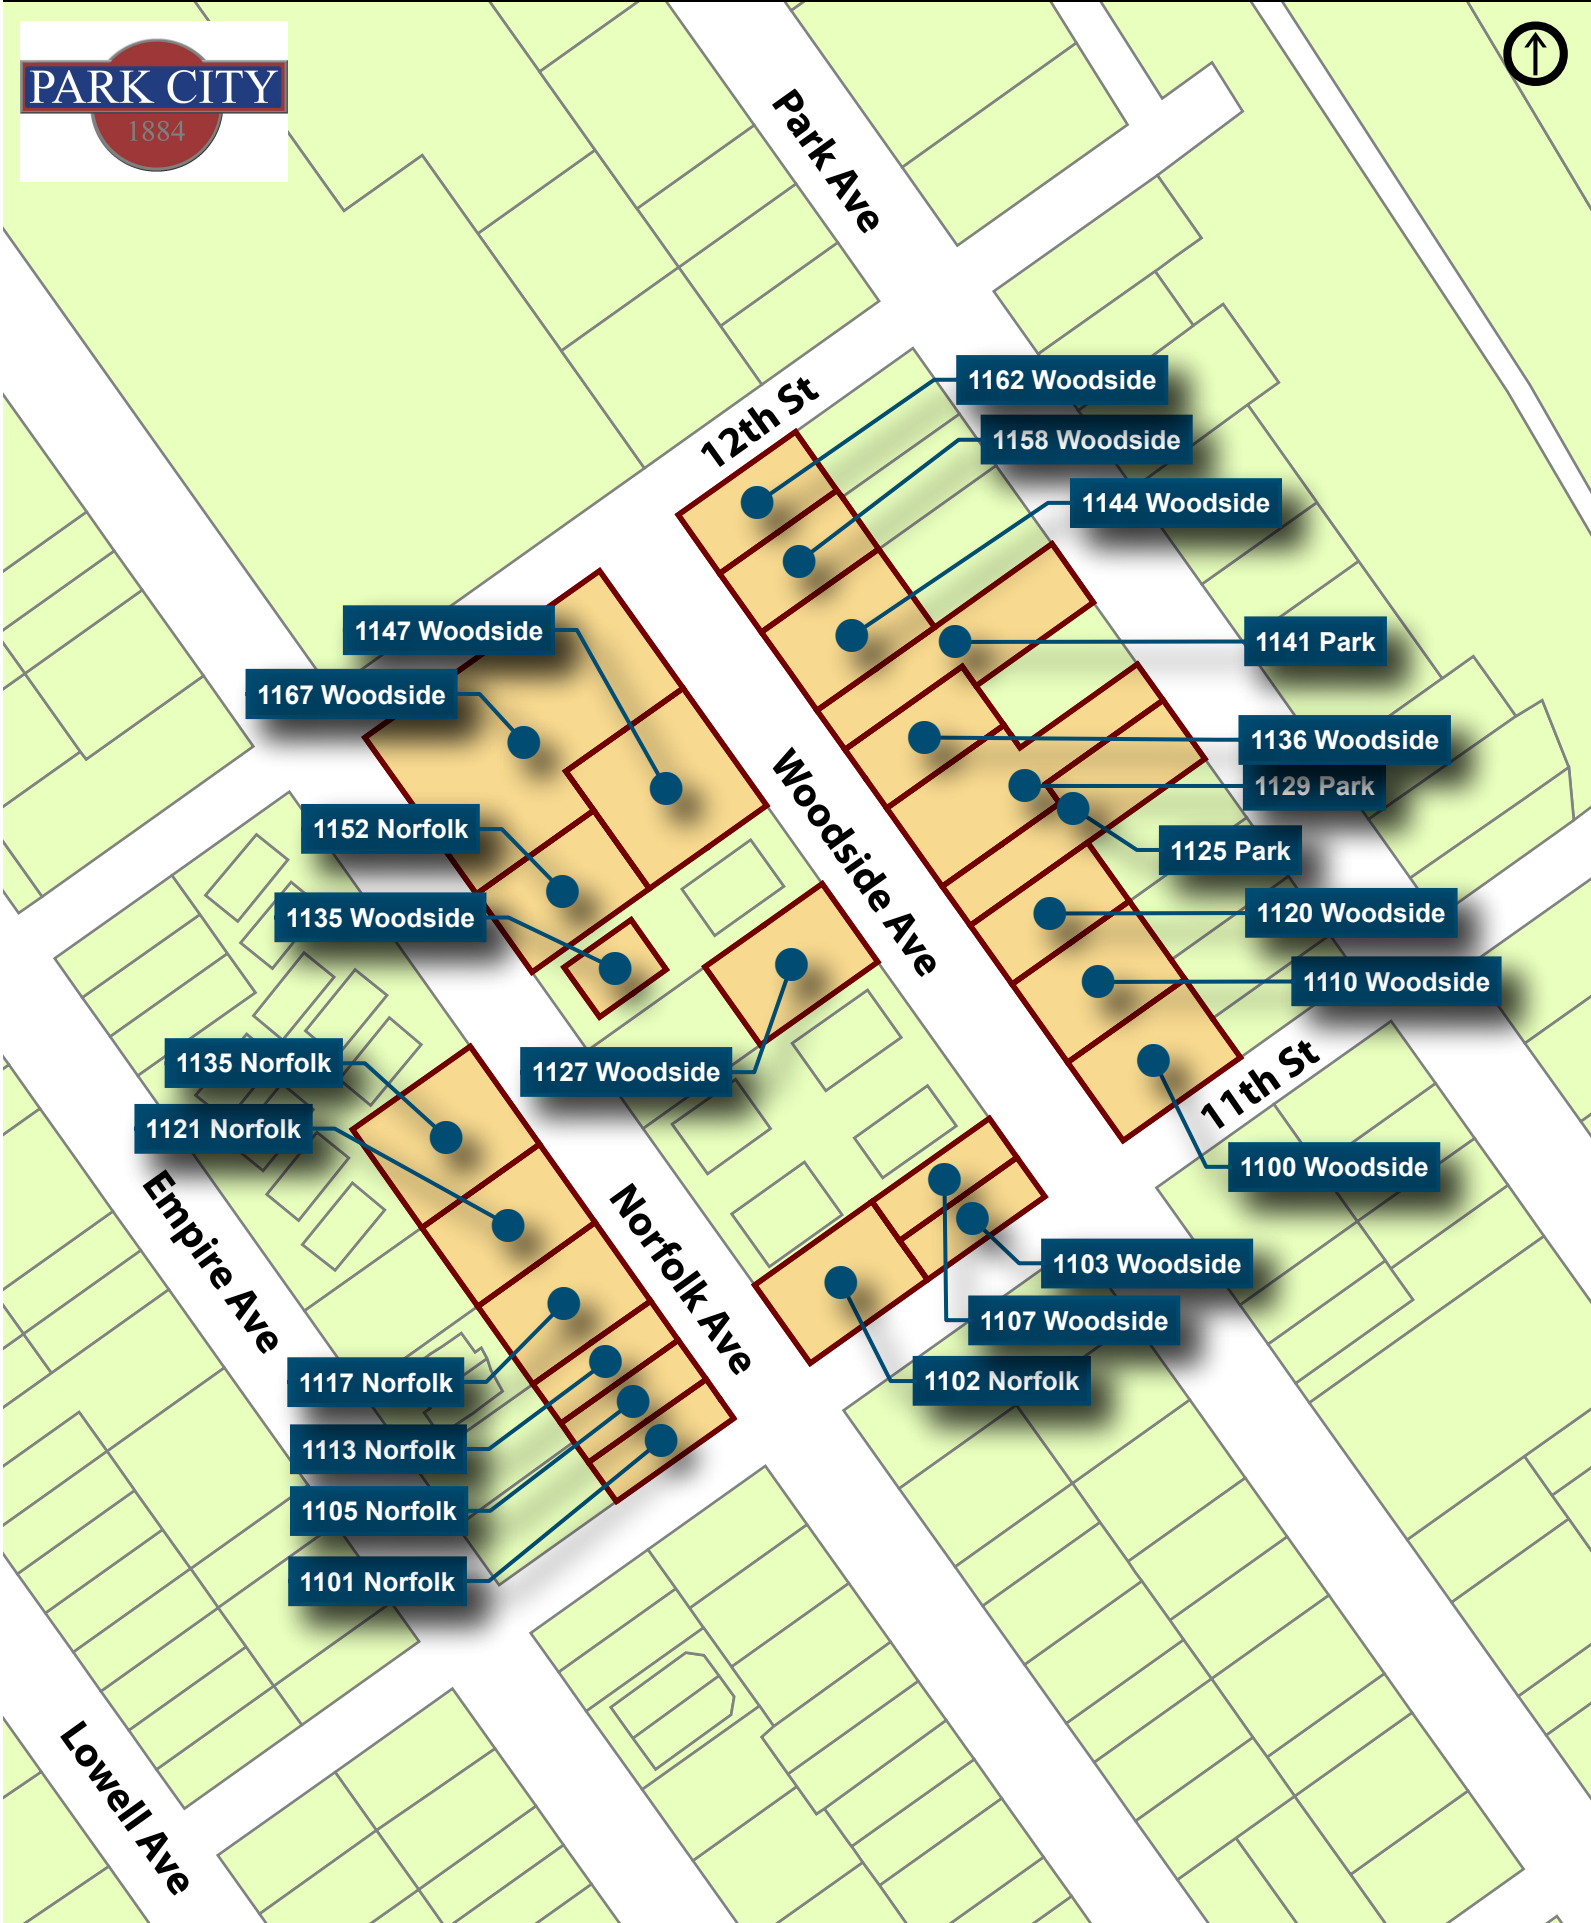 PARK CITY
1884
Park Ave
1162 Woodside
12th St
1158 Woodside
1144 Woodside
1147 Woodside
1141 Park
1167 Woodside
1136 Woodside
1129 Park
1152 Norfolk
1125 Park
Woodside Ave
1135 Woodside
1120 Woodside
1110 Woodside
1135 Norfolk
1127 Woodside
11th St
1121 Norfolk
1100 Woodside
Empire Ave
Norfolk Ave
1103 Woodside
1107 Woodside
1117 Norfolk
1102 Norfolk
1113 Norfolk
1105 Norfolk
1101 Norfolk
Lowell Ave